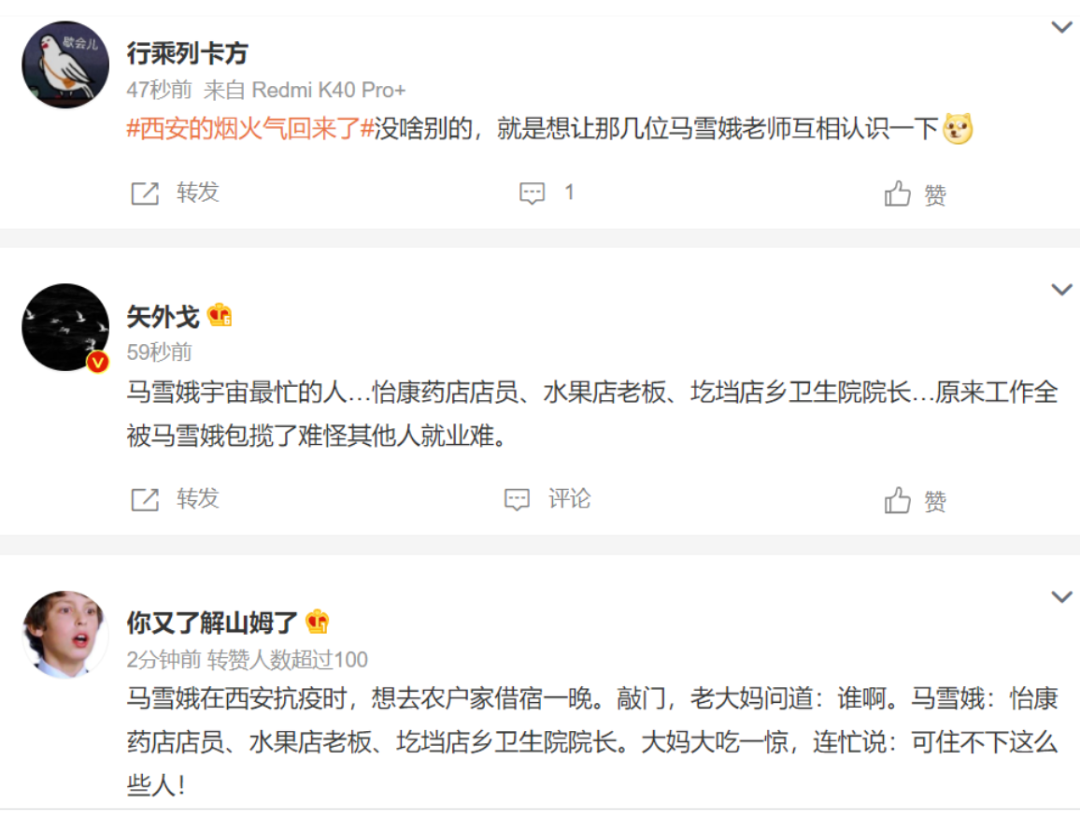 歇会儿
行乘列卡方
47秒前 来自 Redmi K40 Pro+
#西安的烟火气回来了#没啥别的，就是想让那几位马雪娥老师互相认识一下
转发 1 赞
矢外戈
59秒前
马雪娥宇宙最忙的人…怡康药店店员、水果店老板、圪垱店乡卫生院院长…原来工作全
被马雪娥包揽了难怪其他人就业难。
转发 评论 赞
你又了解山姆了
2分钟前 转赞人数超过100
马雪娥在西安抗疫时，想去农户家借宿一晚。敲门，老大妈问道：谁啊。马雪娥：怡康
药店店员、水果店老板、圪垱店乡卫生院院长。大妈大吃一惊，连忙说：可住不下这么
些人！